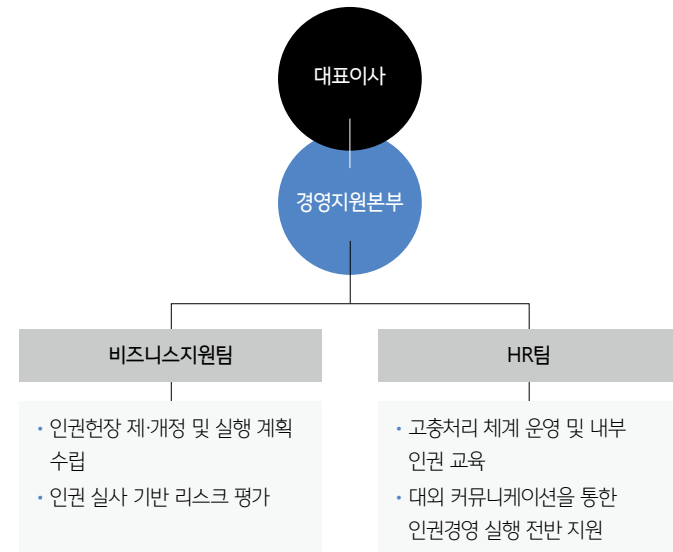 대표이사
경영지원본부
비즈니스지원팀
• 인권헌장 제·개정 및 실행 계획
수립
• 인권 실사 기반 리스크 평가
HR팀
• 고충처리 체계 운영 및 내부
인권 교육
• 대외 커뮤니케이션을 통한
인권경영 실행 전반 지원